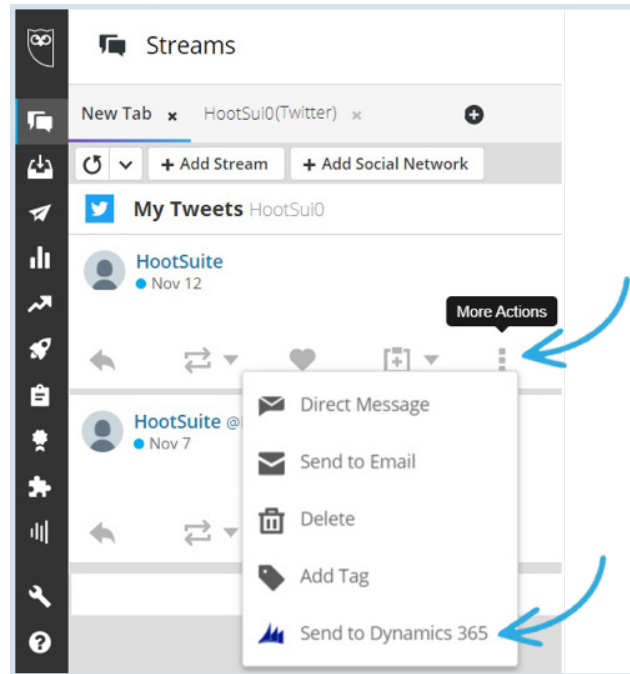 Streams
New Tab x HootSui0(Twitter) x
+ Add Stream + Add Social Network
My Tweets HootSui0
HootSuite
Nov 12
More Actions
Direct Message
HootSuite @
Nov 7
Send to Email
Delete
Add Tag
Send to Dynamics 365